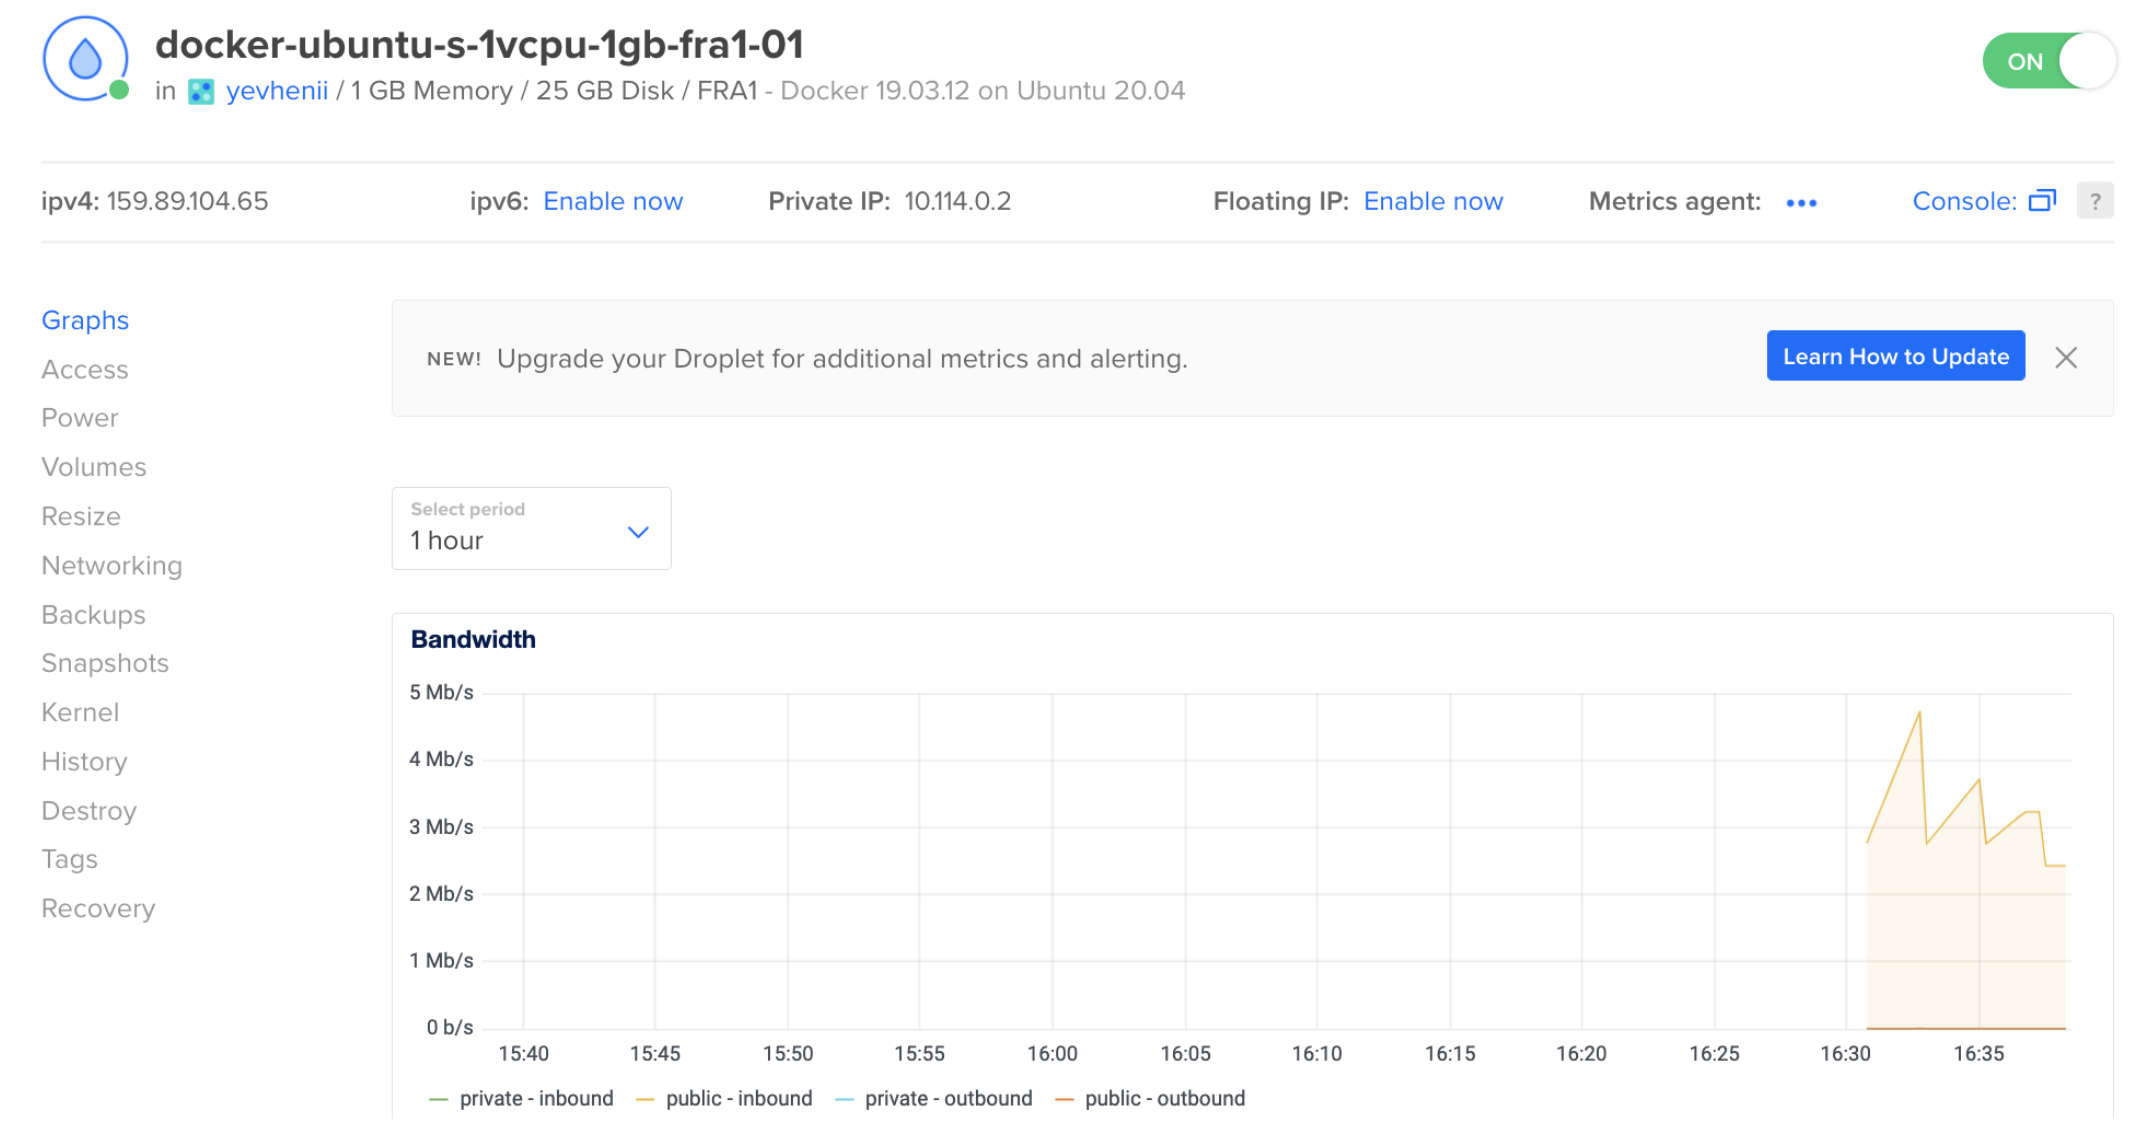 docker-ubuntu-s-1vcpu-1gb-fra1-01
in yevhenii / 1 GB Memory / 25 GB Disk / FRA1 - Docker 19.03.12 on Ubuntu 20.04
ON
ipv4: 159.89.104.65 ipv6: Enable now Private IP: 10.114.0.2 Floating IP: Enable now Metrics agent: ••• Console: ?
Graphs
Access
Power
Volumes
Resize
Networking
Backups
Snapshots
Kernel
History
Destroy
Tags
Recovery
NEW! Upgrade your Droplet for additional metrics and alerting.
Learn How to Update
Select period
1 hour
Bandwidth
5 Mb/s
4 Mb/s
3 Mb/s
2 Mb/s
1 Mb/s
0 b/s
15:40 15:45 15:50 15:55 16:00 16:05 16:10 16:15 16:20 16:25 16:30 16:35
private - inbound public - inbound private - outbound public - outbound